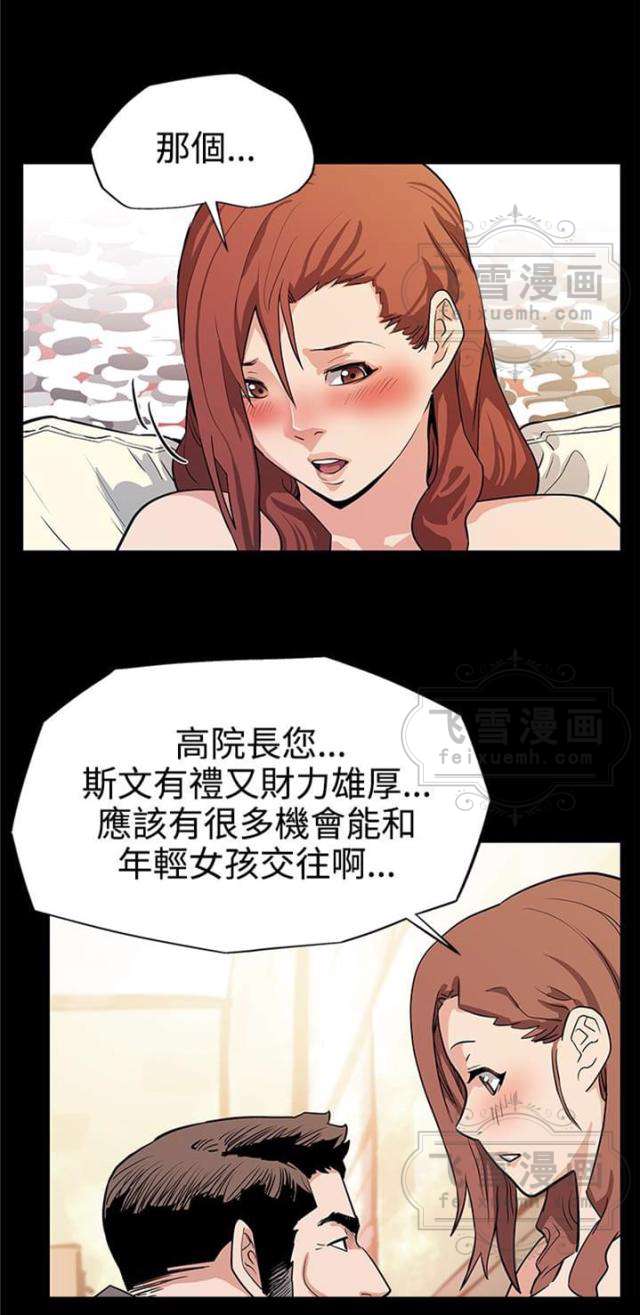 那個...
飞雪漫画
feixuemh.com
飞雪漫画
feixuemh.com
高院長您...
斯文有禮又財力雄厚...
應該有很多機會能和
年輕女孩交往啊...
飞雪漫画
feixuemh.com